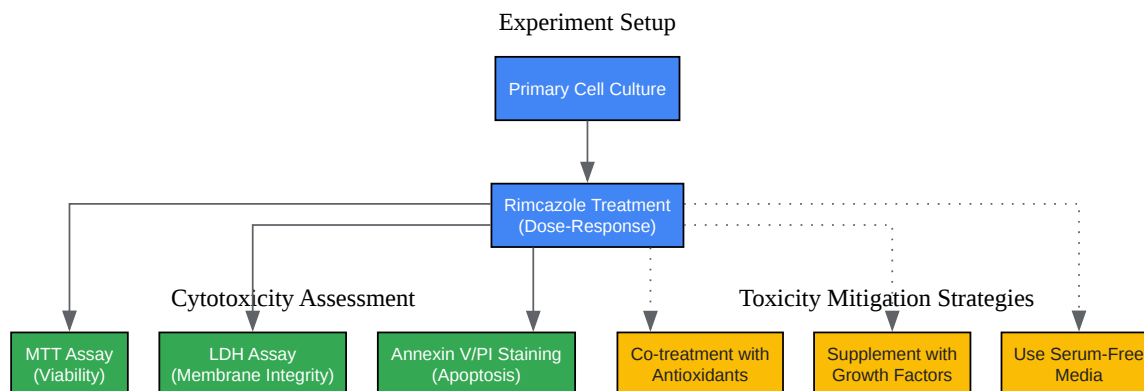 Experiment Setup
Primary Cell Culture
Rimcazole Treatment
(Dose-Response)
Cytotoxicity Assessment
Toxicity Mitigation Strategies
MTT Assay
(Viability)
LDH Assay
(Membrane Integrity)
Annexin V/PI Staining
(Apoptosis)
Co-treatment with
Antioxidants
Supplement with
Growth Factors
Use Serum-Free
Media